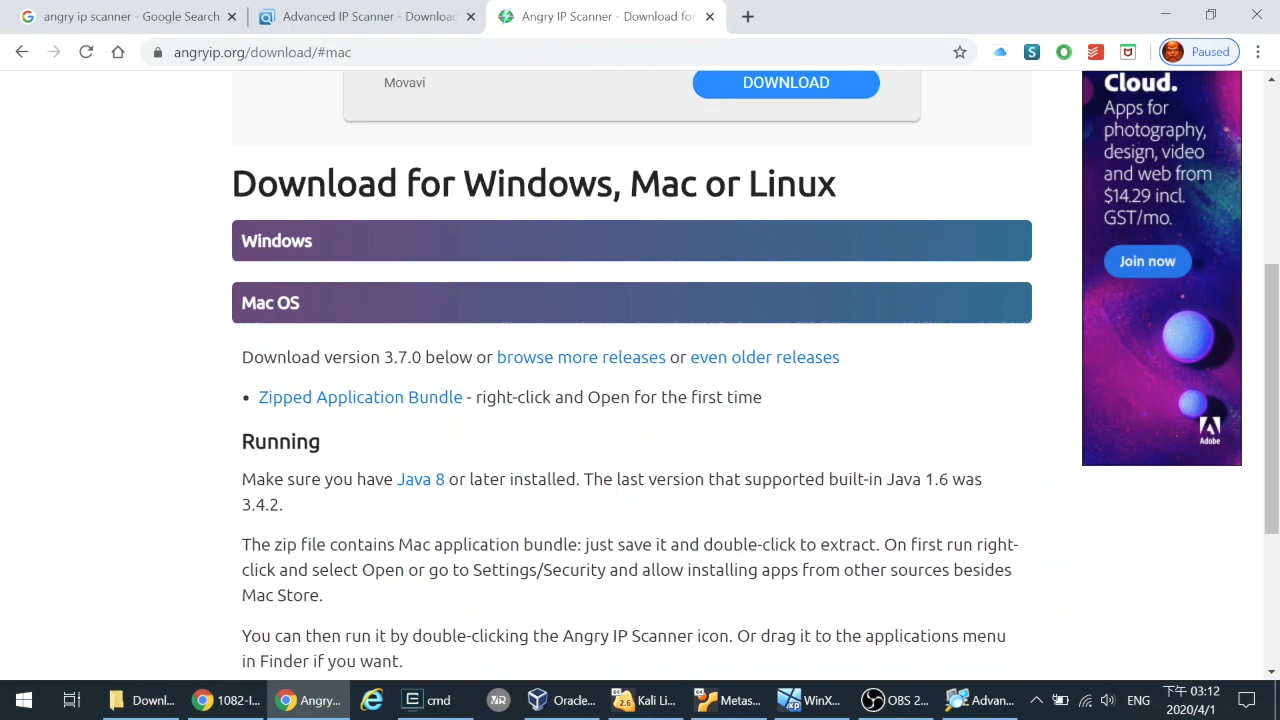 angry ip scanner - Google Search
Advanced IP Scanner - Download
Angry IP Scanner - Download for
angryip.org/download/#mac
S
Paused
Movavi
DOWNLOAD
Download for Windows, Mac or Linux
Windows
Mac OS
Download version 3.7.0 below or browse more releases or even older releases
• Zipped Application Bundle - right-click and Open for the first time
Running
Make sure you have Java 8 or later installed. The last version that supported built-in Java 1.6 was
3.4.2.
The zip file contains Mac application bundle: just save it and double-click to extract. On first run right-
click and select Open or go to Settings/Security and allow installing apps from other sources besides
Mac Store.
You can then run it by double-clicking the Angry IP Scanner icon. Or drag it to the applications menu
in Finder if you want.
Cloud.
Apps for
photography,
design, video
and web from
$14.29 incl.
GST/mo.
Join now
Adobe
Downl...
1082-I...
Angry...
cmd
Oracle...
Kali Li...
Metas...
WinX...
OBS 2...
Advan...
ENG
下午 03:12
2020/4/1